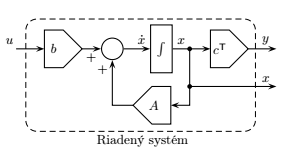 u b + + ẋ ∫ x cᵀ y
x
A
Riadený systém